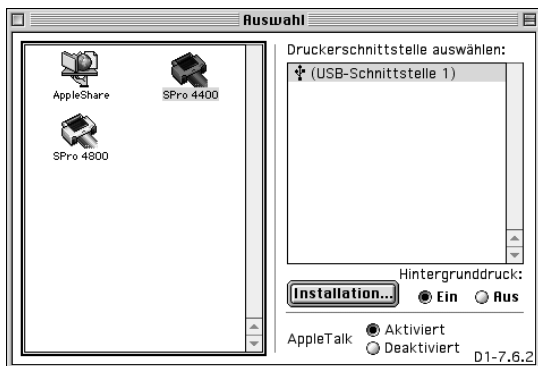 Auswahl
AppleShare
SPro 4400
SPro 4800
Druckerschnittstelle auswählen:
(USB-Schnittstelle 1)
Hintergrunddruck:
Installation...
Ein Aus
AppleTalk
Aktiviert
Deaktiviert
D1-7.6.2